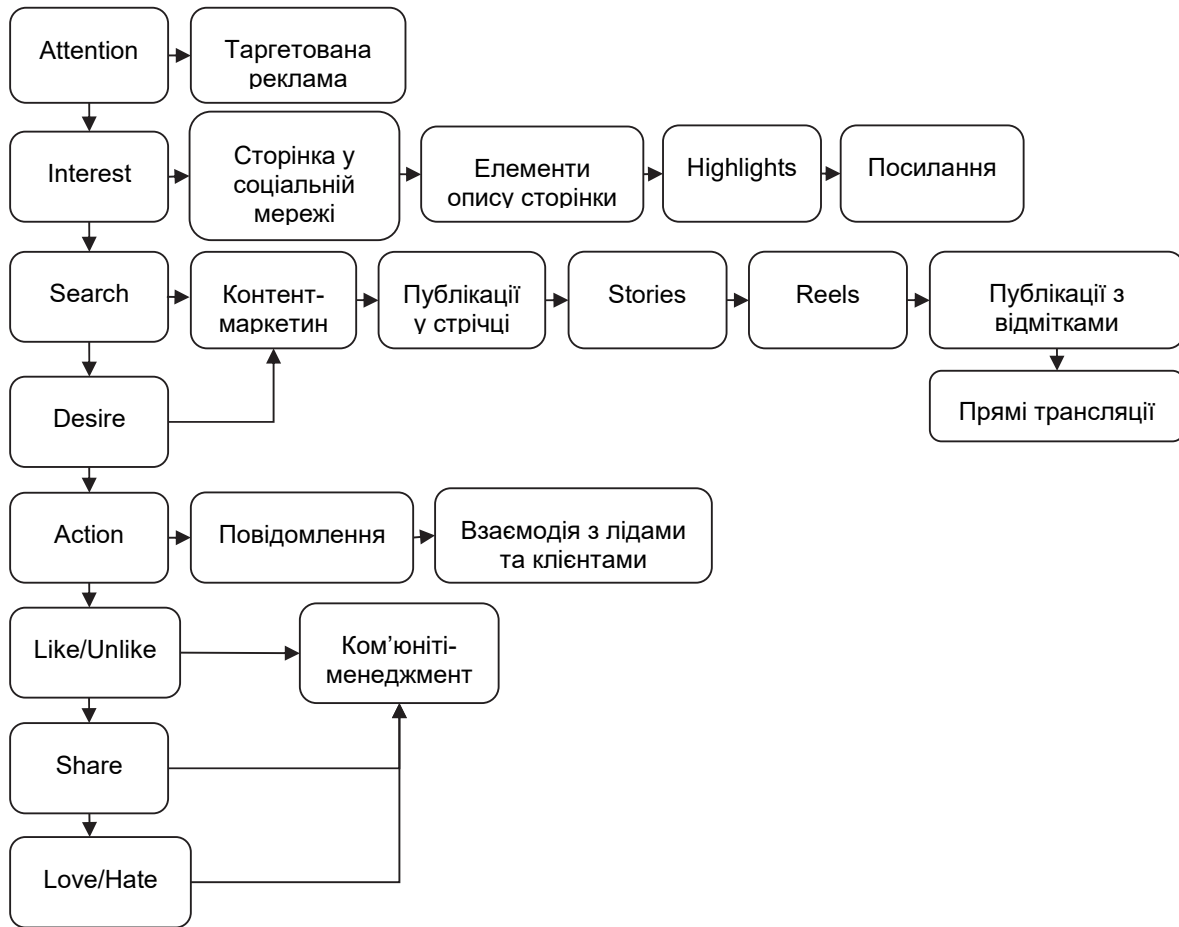 Attention
Таргетована
реклама
Interest
Сторінка у
соціальній
мережі
Елементи
опису сторінки
Highlights
Посилання
Search
Контент-
маркетин
Публікації
у стрічці
Stories
Reels
Публікації з
відмітками
Desire
Прямі трансляції
Action
Повідомлення
Взаємодія з лідами
та клієнтами
Like/Unlike
Ком’юніті-
менеджмент
Share
Love/Hate